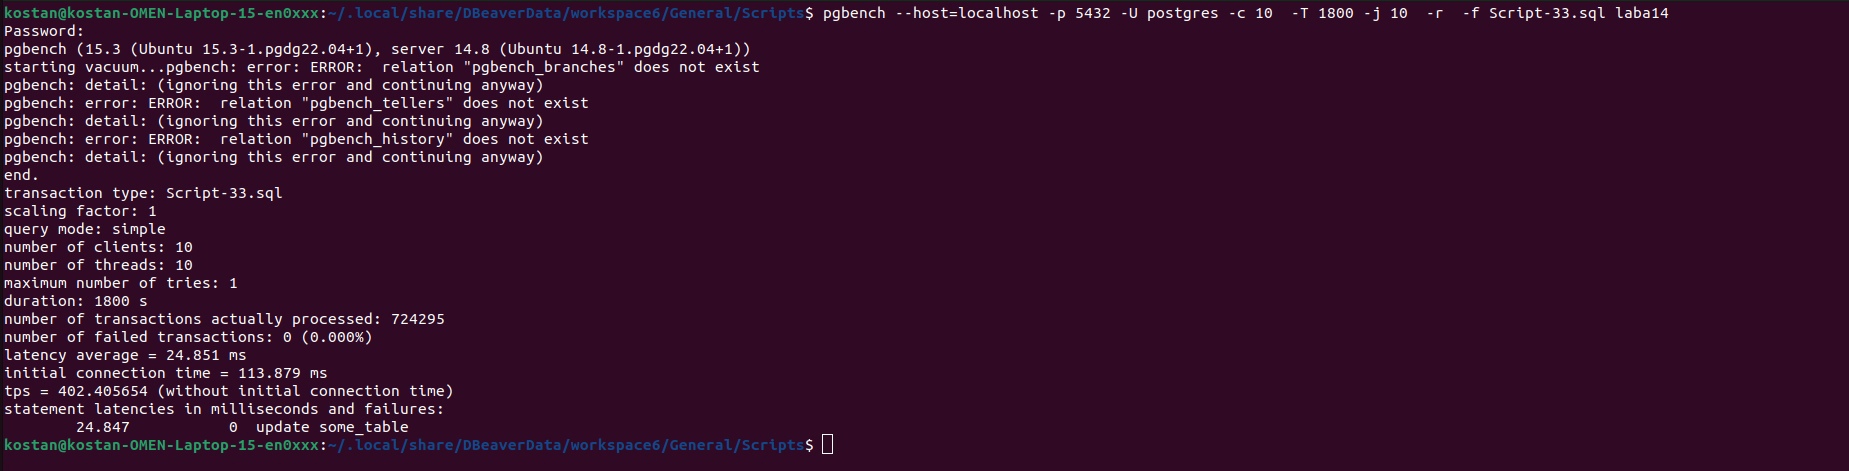 kostan@kostan-OMEN-Laptop-15-en0xxx:~/.local/share/DBeaverData/workspace6/General/Scripts$ pgbench --host=localhost -p 5432 -U postgres -c 10  -T 1800 -j 10  -r  -f Script-33.sql laba14
Password:
pgbench (15.3 (Ubuntu 15.3-1.pgdg22.04+1), server 14.8 (Ubuntu 14.8-1.pgdg22.04+1))
starting vacuum...pgbench: error: ERROR:  relation "pgbench_branches" does not exist
pgbench: detail: (ignoring this error and continuing anyway)
pgbench: error: ERROR:  relation "pgbench_tellers" does not exist
pgbench: detail: (ignoring this error and continuing anyway)
pgbench: error: ERROR:  relation "pgbench_history" does not exist
pgbench: detail: (ignoring this error and continuing anyway)
end.
transaction type: Script-33.sql
scaling factor: 1
query mode: simple
number of clients: 10
number of threads: 10
maximum number of tries: 1
duration: 1800 s
number of transactions actually processed: 724295
number of failed transactions: 0 (0.000%)
latency average = 24.851 ms
initial connection time = 113.879 ms
tps = 402.405654 (without initial connection time)
statement latencies in milliseconds and failures:
        24.847           0  update some_table
kostan@kostan-OMEN-Laptop-15-en0xxx:~/.local/share/DBeaverData/workspace6/General/Scripts$